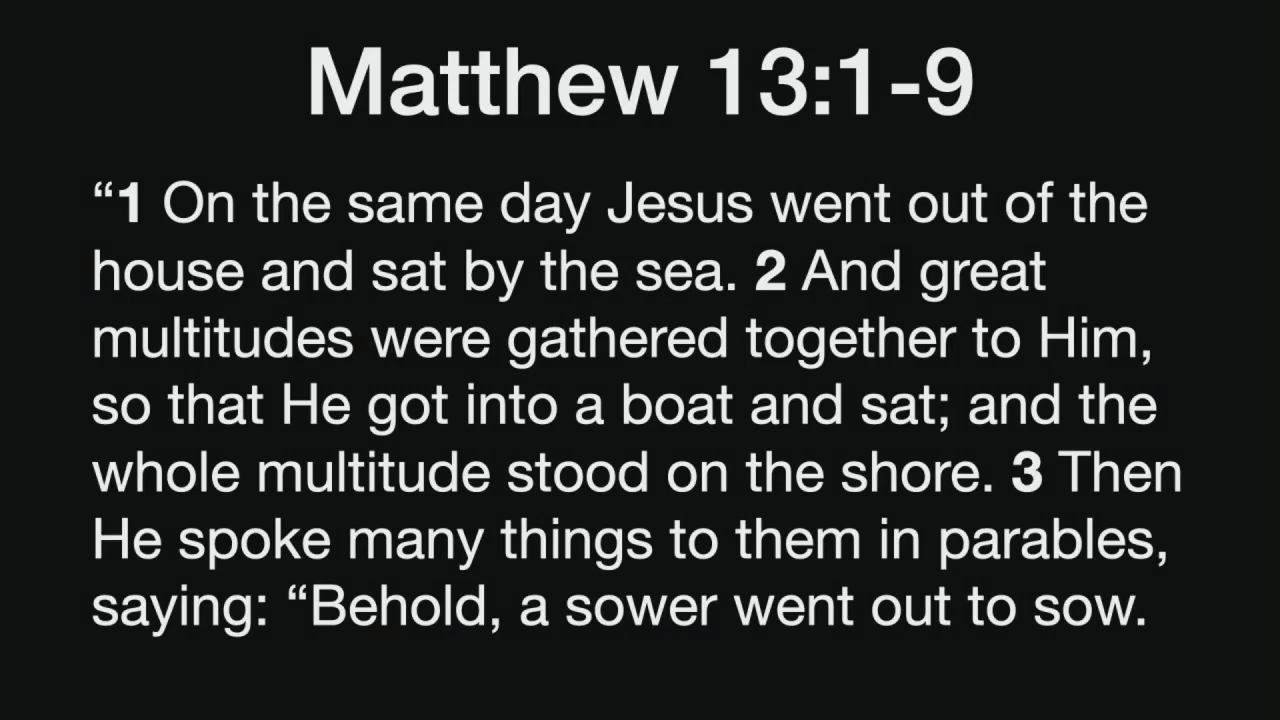 Matthew 13:1-9
“1 On the same day Jesus went out of the
house and sat by the sea. 2 And great
multitudes were gathered together to Him,
so that He got into a boat and sat; and the
whole multitude stood on the shore. 3 Then
He spoke many things to them in parables,
saying: “Behold, a sower went out to sow.